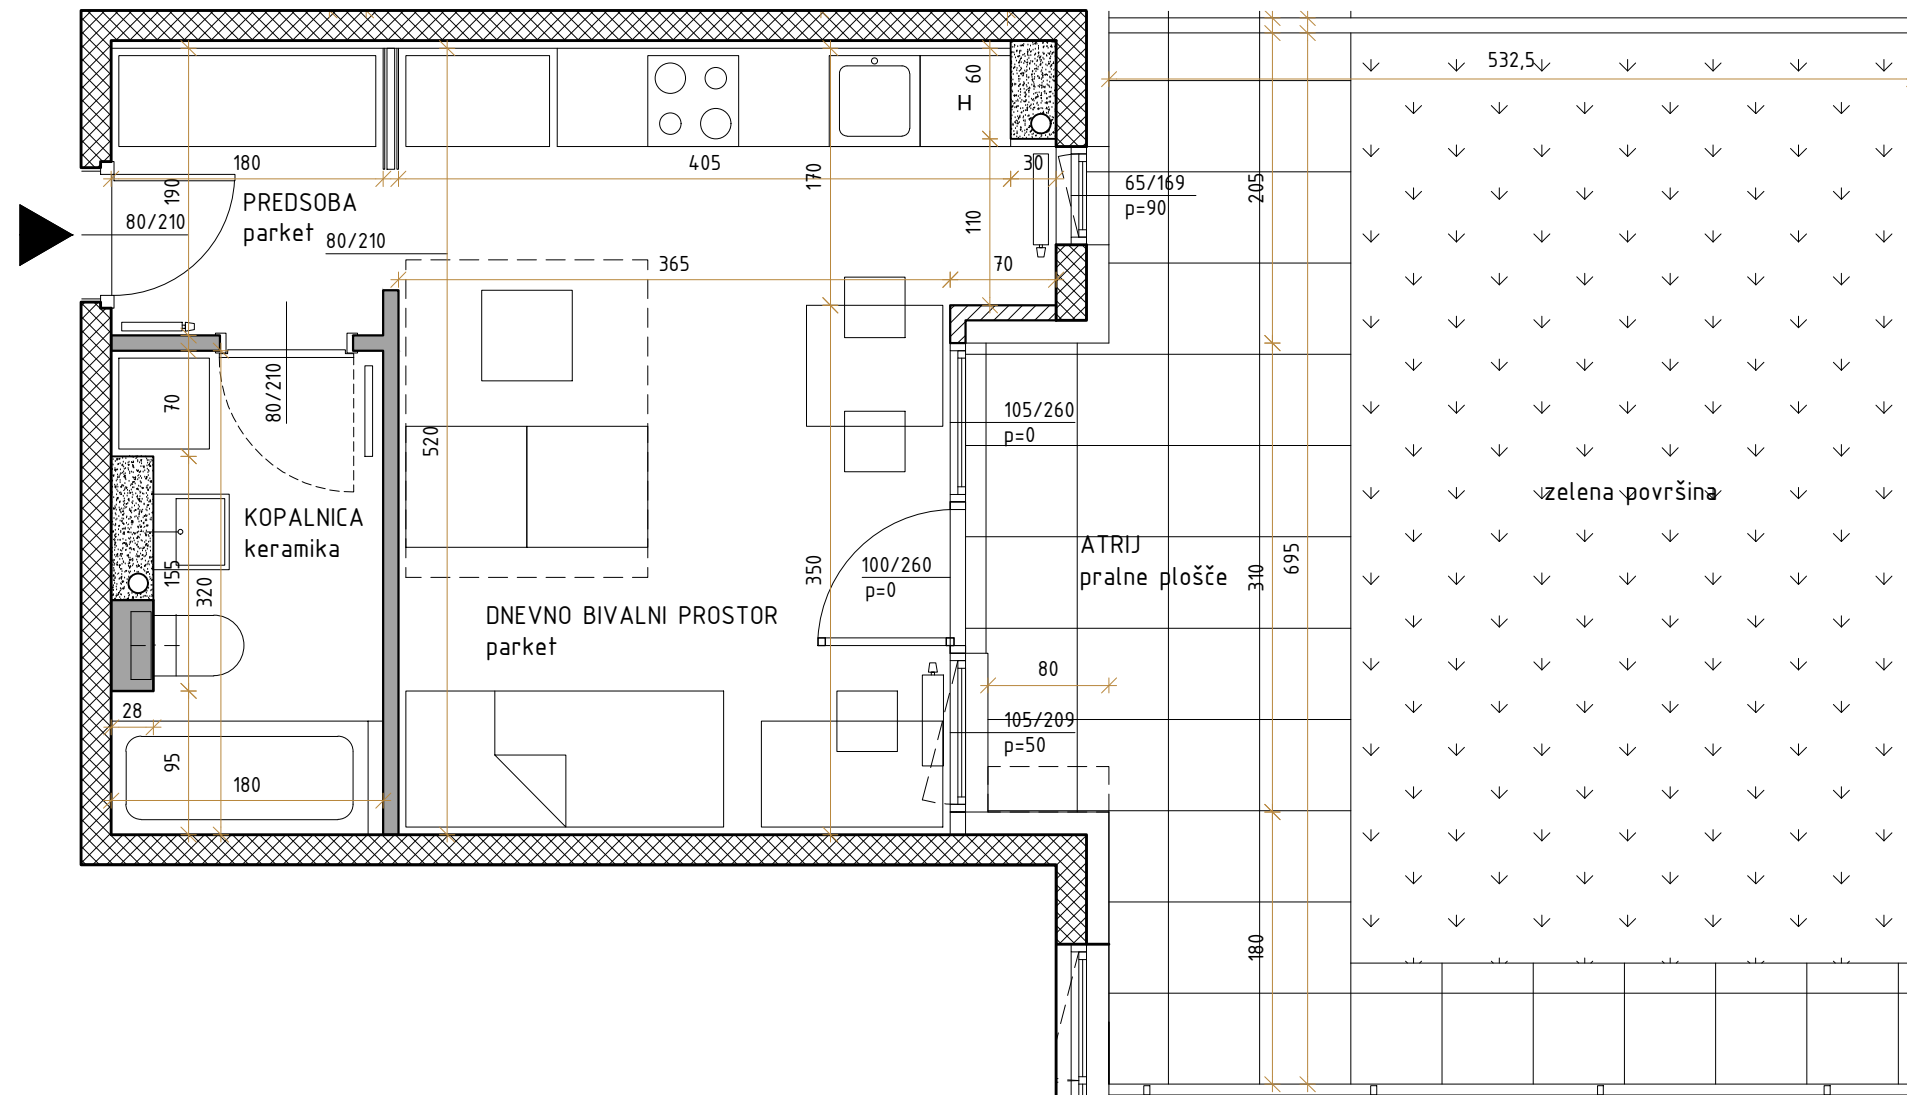 532,5
60
H
180
405
30
170
190
65/169
p=90
205
PREDSOBA
parket
80/210
80/210
110
365
70
80/210
70
105/260
p=0
520
zelena površina
KOPALNICA
keramika
ATRIJ
pralne plošče
155
320
350
100/260
p=0
310
695
DNEVNO BIVALNI PROSTOR
parket
80
28
105/209
p=50
95
180
180